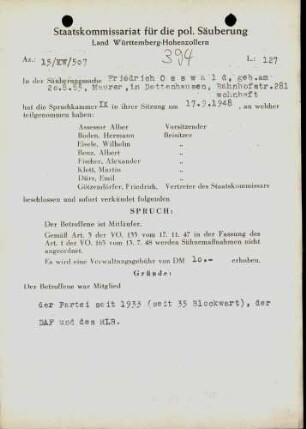 Staatskommissariat für die pol. Säuberung
Land Württemberg-Hohenzollern
394
Az.: 15/KW/507 L: 127
In der Säuberungssache Friedrich Osswald, geb.am
26.8.85, Maurer, in Dettenhausen, Bahnhofstr.281
wohnhaft
hat die Spruchkammer IX in ihrer Sitzung am 17.9.1948, an welcher
teilgenommen haben:
Assessor Alber Vorsitzender
Boden, Hermann Beisitzer
Eisele, Wilhelm „
Benz, Albert „
Fischer, Alexander „
Klett, Martin „
Dürr, Emil „
Götzendörfer, Friedrich, Vertreter des Staatskommissars
beschlossen und sofort verkündet folgenden
SPRUCH:
Der Betroffene ist Mitläufer.
Gemäß Art. 3 der VO. 133 vom 17. 11. 47 in der Fassung des
Art. 1 der VO. 165 vom 13. 7. 48 werden Sühnemaßnahmen nicht
angeordnet.
Es wird eine Verwaltungsgebühr von DM 10.-- erhoben.
Gründe:
Der Betroffene war Mitglied
der Partei seit 1933 (seit 35 Blockwart), der
DAF und des RLB.